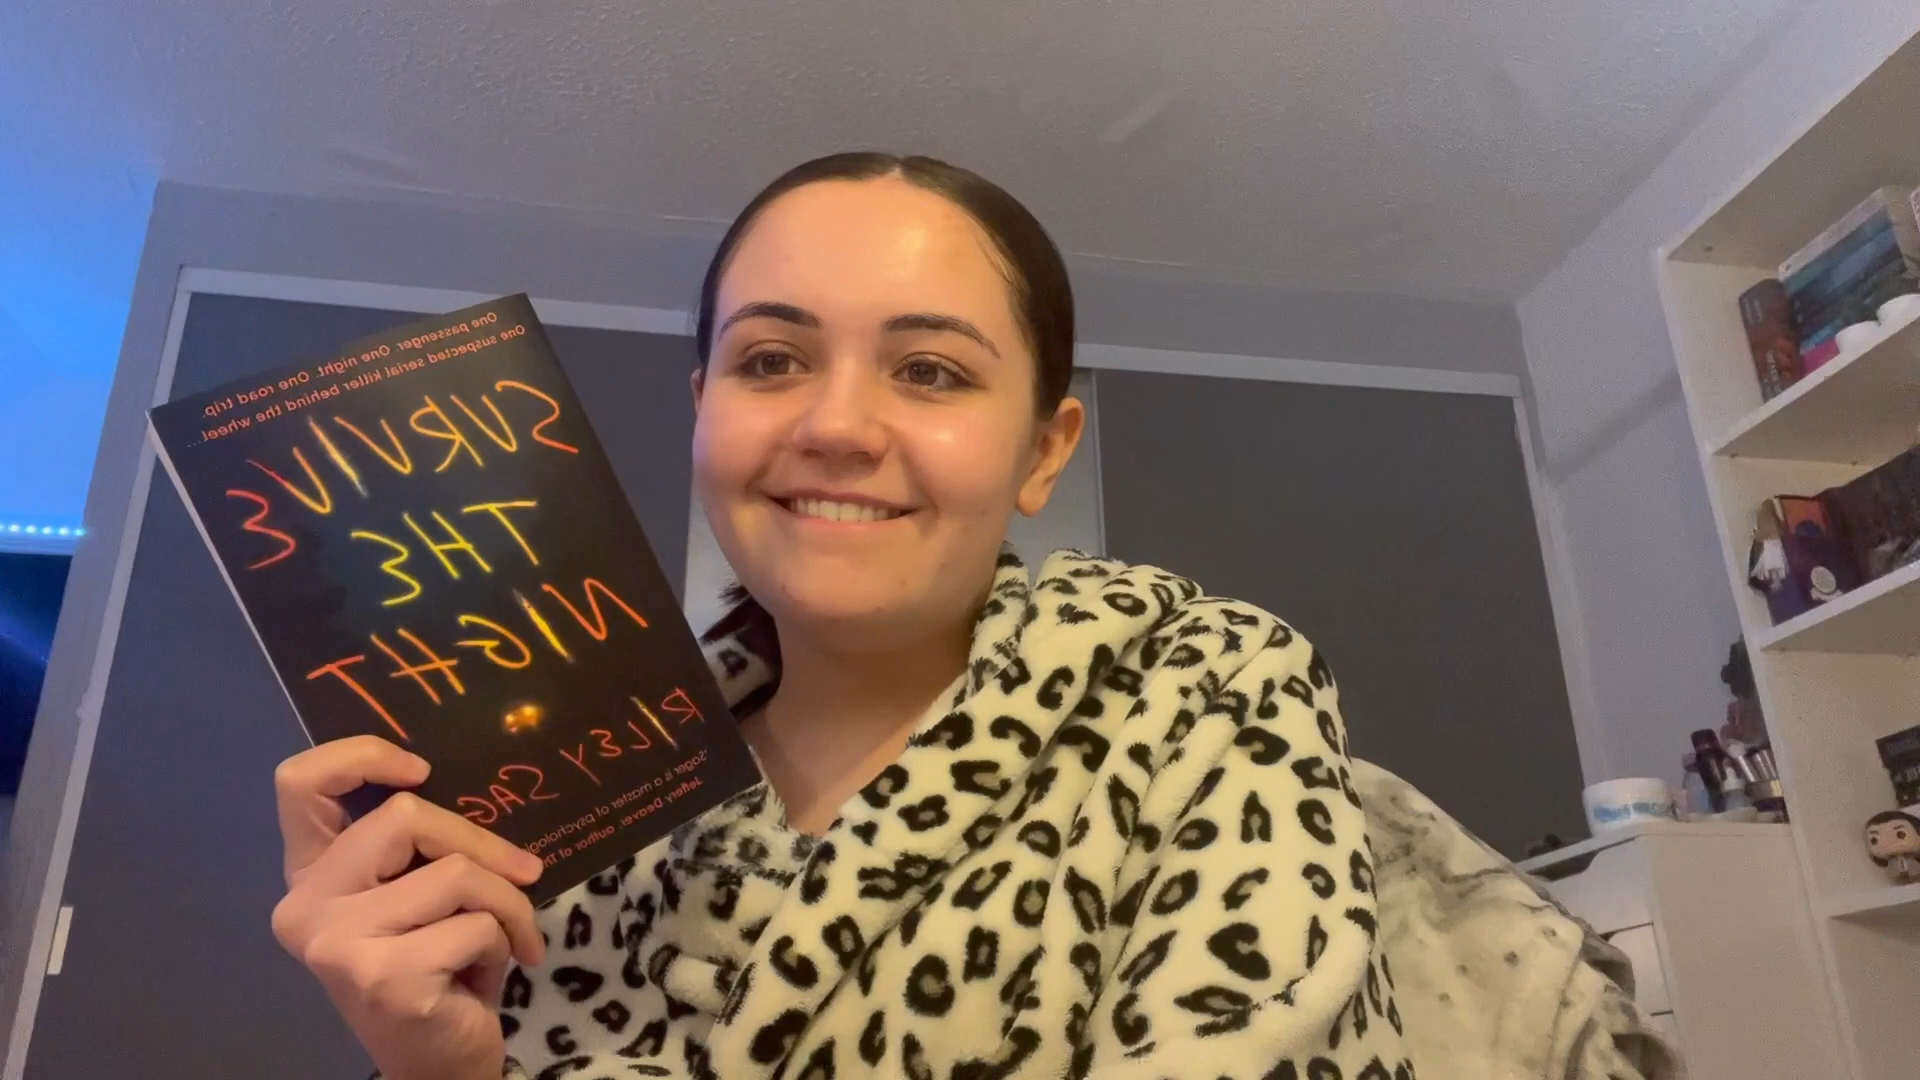 One passenger. One night. One road trip.
One suspected serial killer behind the wheel...
SURVIVE
THE
NIGHT
RILEY SAG
'Sager is a master of
Jeffery Deaver, author of